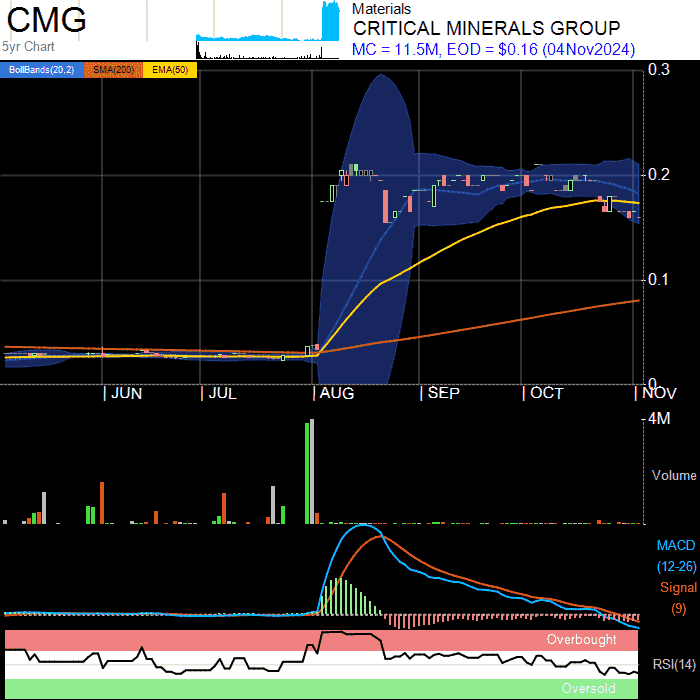 CMG
5yr Chart
Materials
CRITICAL MINERALS GROUP
MC = 11.5M, EOD = $0.16 (04Nov2024)
BollBands(20,2) SMA(200) EMA(50)
0.3
0.2
0.1
0
JUN JUL AUG SEP OCT NOV
4M
Volume
MACD
(12-26)
Signal
(9)
Overbought
RSI(14)
Oversold